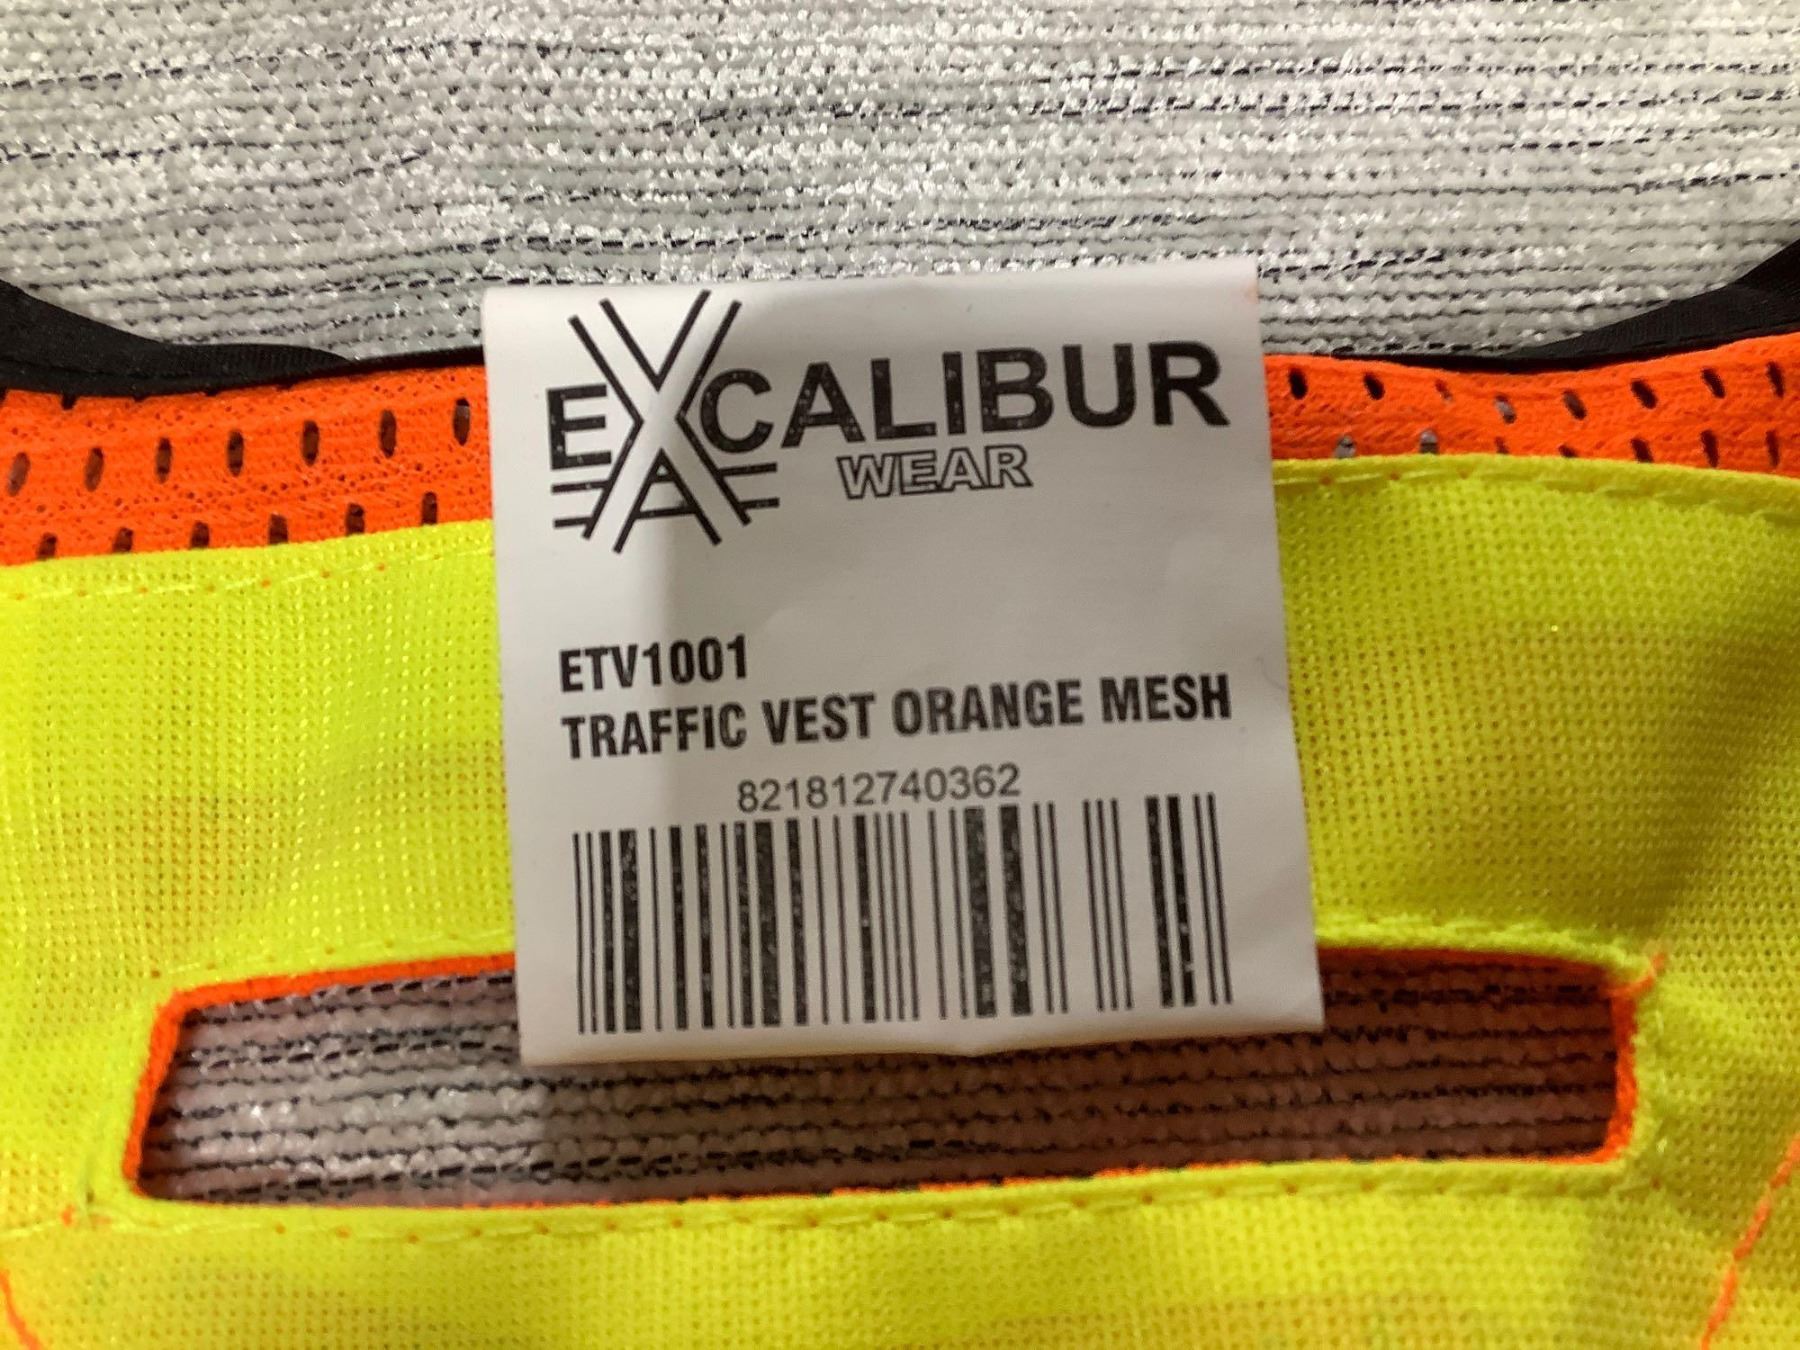 EXCALIBUR
WEAR
ETV1001
TRAFFIC VEST ORANGE MESH
821812740362